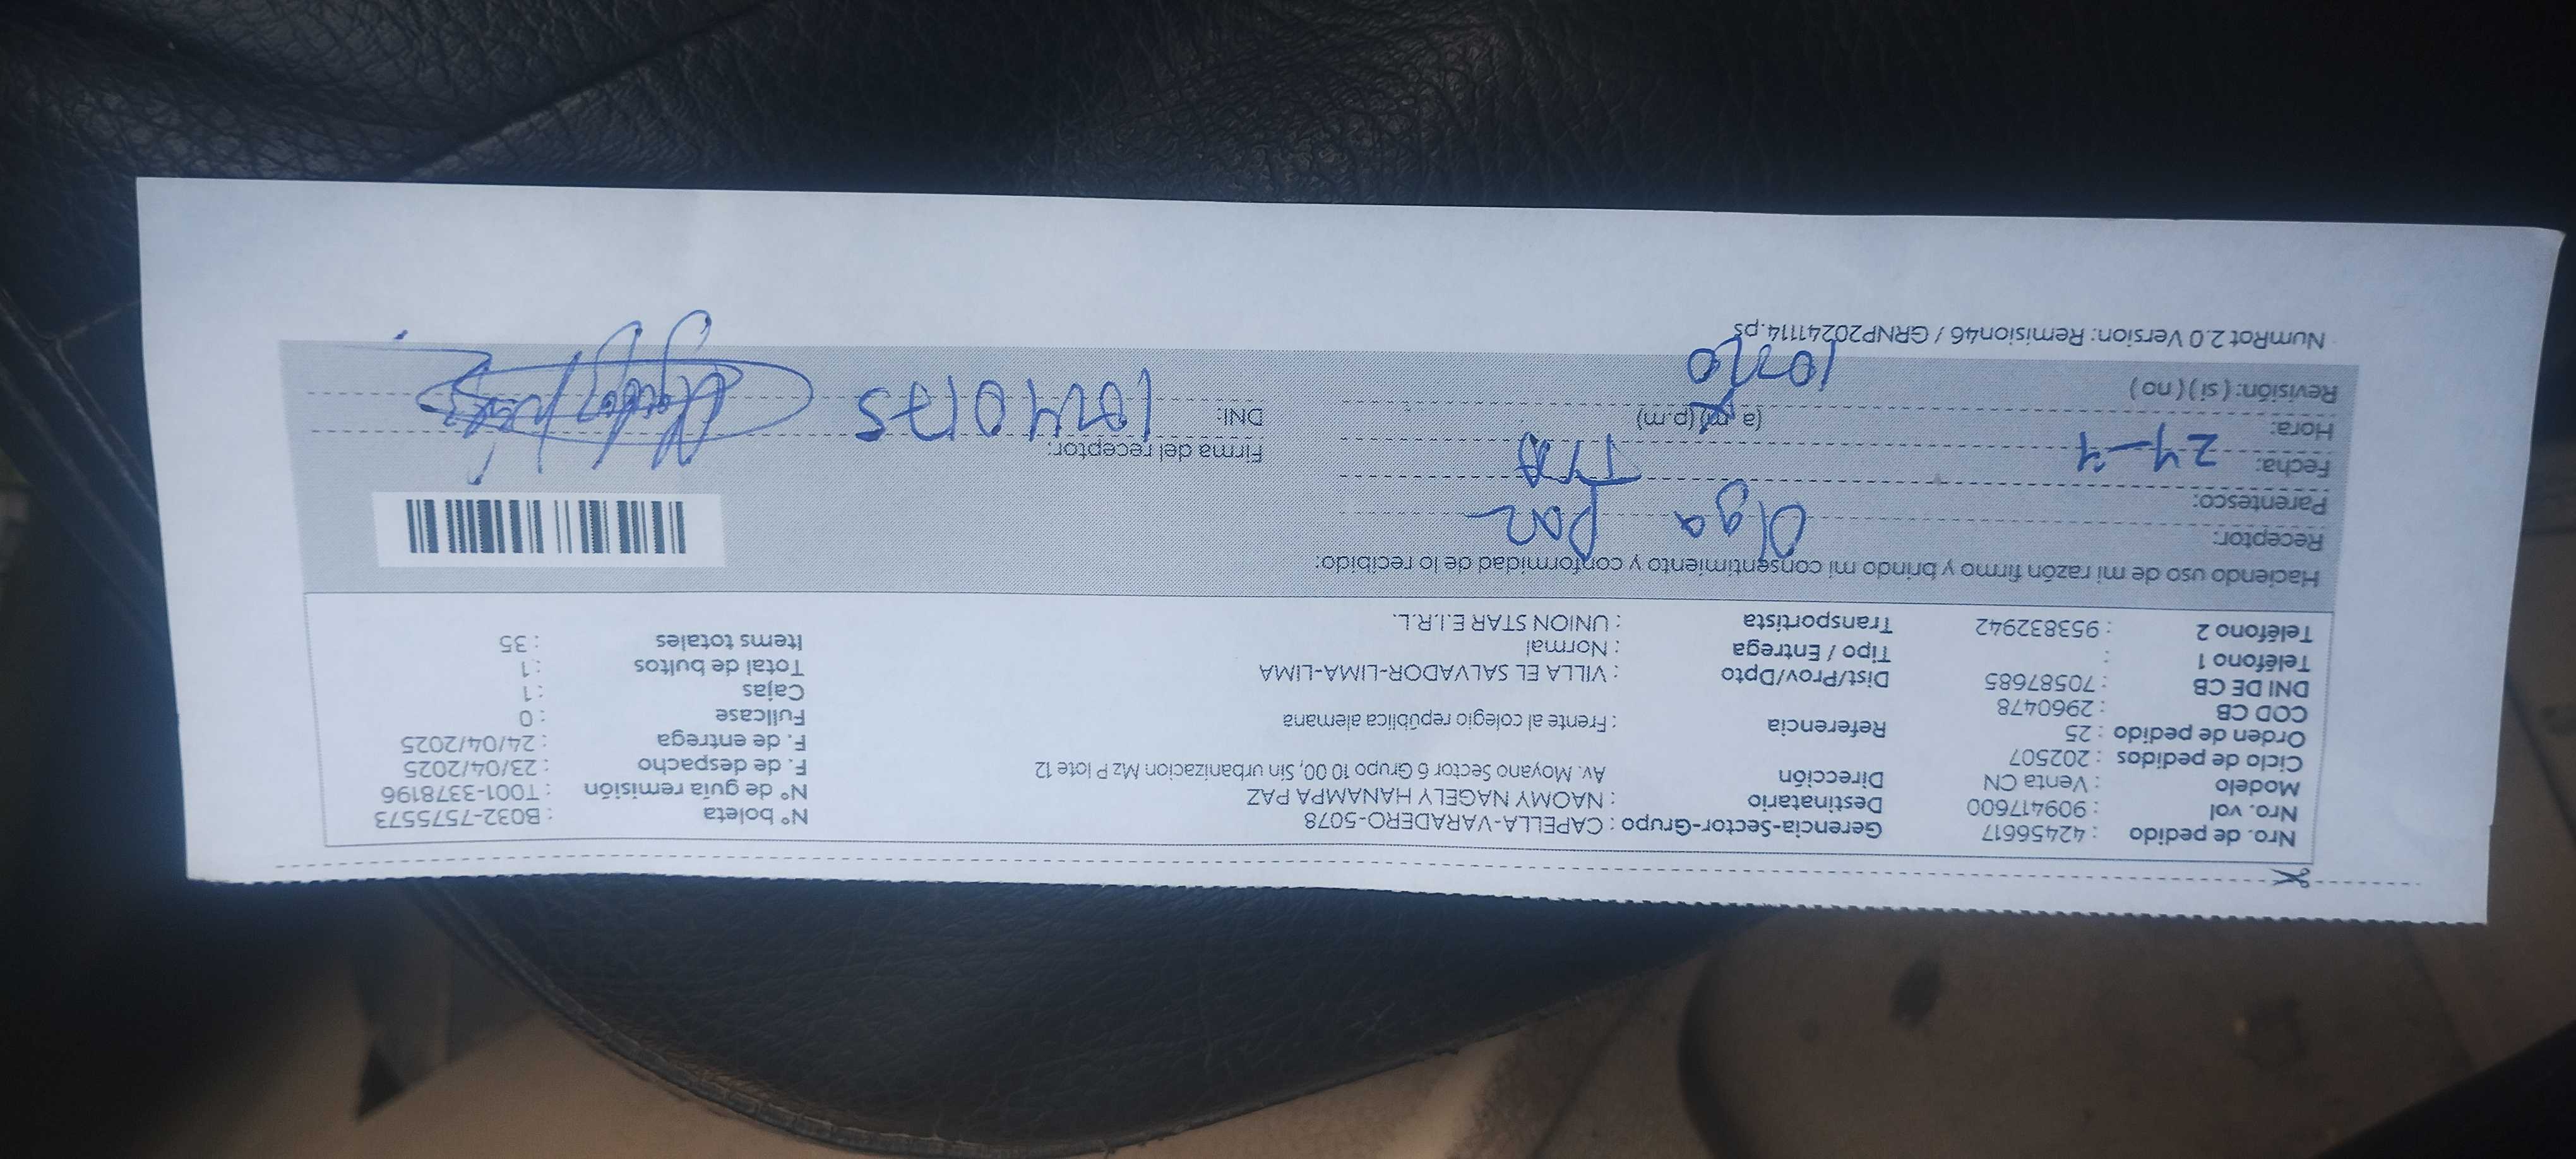 Nro. de pedido : 42456617 Gerencia-Sector-Grupo : CAPELLA-VARADERO-5078 N° boleta : B032-7575573
Nro. vol : 909417600 Destinatario : NAOMY NAGELY HANAMPA PAZ N° de guía remisión : T001-3378196
Modelo : Venta CN Dirección Av. Moyano Sector 6 Grupo 10 00, Sin urbanizacion Mz P lote 12 F. de despacho : 23/04/2025
Ciclo de pedidos : 202507 F. de entrega : 24/04/2025
Orden de pedido : 25 Referencia : Frente al colegio república alemana Fullcase : 0
COD CB : 2960478 Cajas : 1
DNI DE CB : 70587685 Dist/Prov/Dpto : VILLA EL SALVADOR-LIMA-LIMA Total de bultos : 1
Teléfono 1 : Tipo / Entrega : Normal Items totales : 35
Teléfono 2 : 953832942 Transportista : UNION STAR E.I.R.L.
Haciendo uso de mi razón firmo y brindo mi consentimiento y conformidad de lo recibido:
Receptor: Olga Paz
Parentesco: Tia
Fecha: 24-4 Firma del receptor:
Hora: (a.m) (p.m) DNI:
Revisión: ( si ) ( no )
NumRot 2.0 Version: Remision46 / GRNP20241114.ps